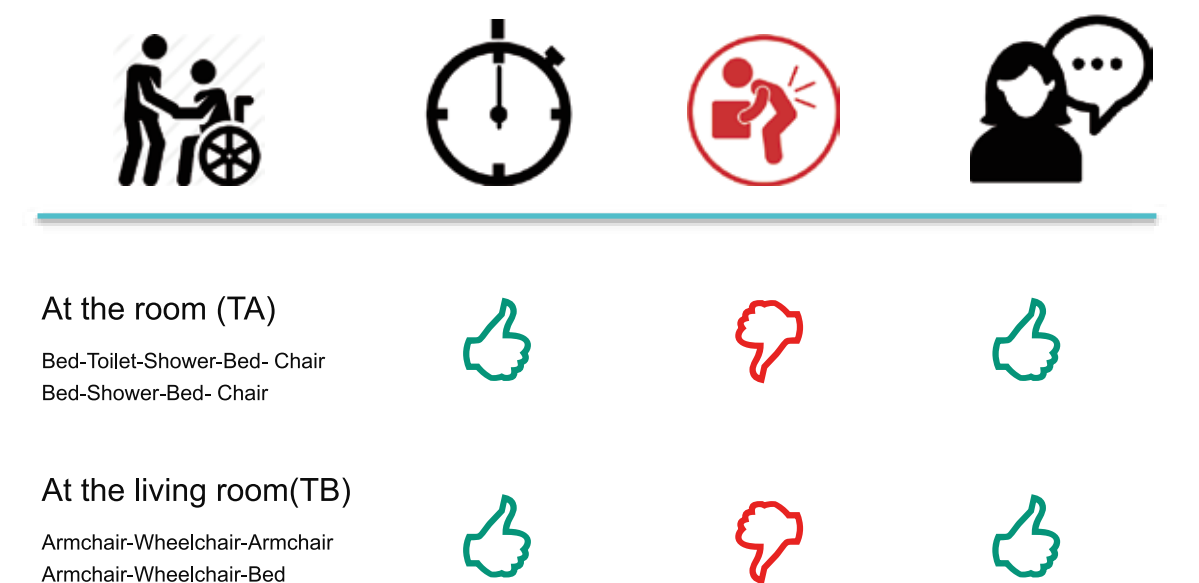 At the room (TA)
Bed-Toilet-Shower-Bed- Chair
Bed-Shower-Bed- Chair
At the living room(TB)
Armchair-Wheelchair-Armchair
Armchair-Wheelchair-Bed